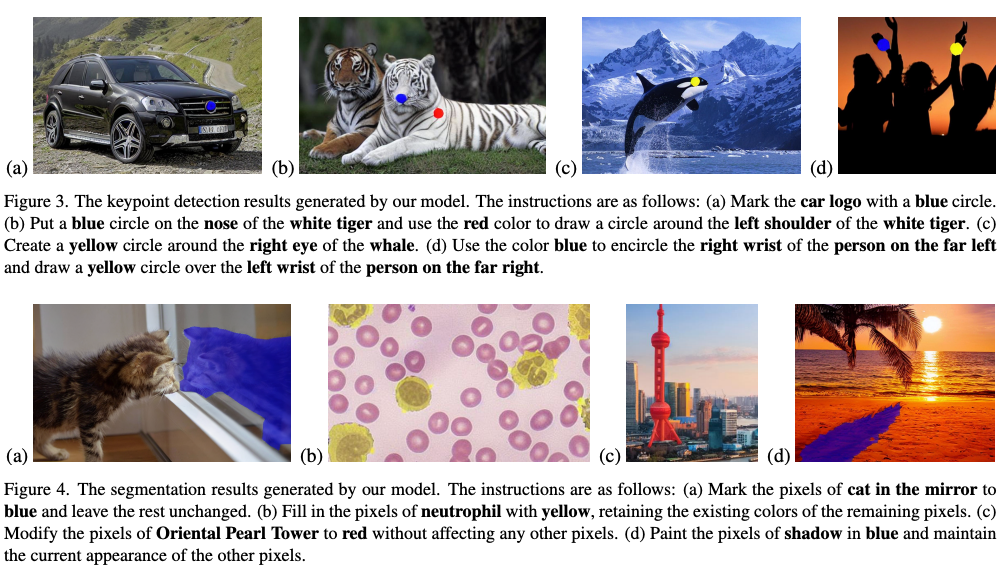 (a) (b) (c) (d)
Figure 3. The keypoint detection results generated by our model. The instructions are as follows: (a) Mark the car logo with a blue circle.
(b) Put a blue circle on the nose of the white tiger and use the red color to draw a circle around the left shoulder of the white tiger. (c)
Create a yellow circle around the right eye of the whale. (d) Use the color blue to encircle the right wrist of the person on the far left
and draw a yellow circle over the left wrist of the person on the far right.
(a) (b) (c) (d)
Figure 4. The segmentation results generated by our model. The instructions are as follows: (a) Mark the pixels of cat in the mirror to
blue and leave the rest unchanged. (b) Fill in the pixels of neutrophil with yellow, retaining the existing colors of the remaining pixels. (c)
Modify the pixels of Oriental Pearl Tower to red without affecting any other pixels. (d) Paint the pixels of shadow in blue and maintain
the current appearance of the other pixels.